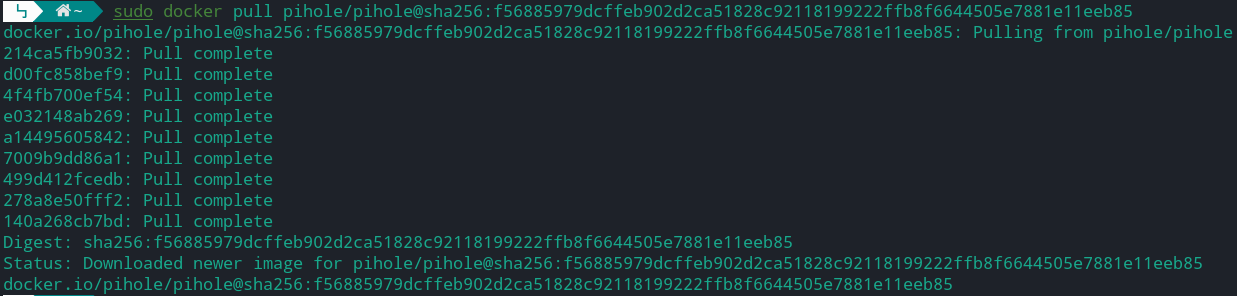 ~ sudo docker pull pihole/pihole@sha256:f56885979dcffeb902d2ca51828c92118199222ffb8f6644505e7881e11eeb85
docker.io/pihole/pihole@sha256:f56885979dcffeb902d2ca51828c92118199222ffb8f6644505e7881e11eeb85: Pulling from pihole/pihole
214ca5fb9032: Pull complete
d00fc858bef9: Pull complete
4f4fb700ef54: Pull complete
e032148ab269: Pull complete
a14495605842: Pull complete
7009b9dd86a1: Pull complete
499d412fcedb: Pull complete
278a8e50fff2: Pull complete
140a268cb7bd: Pull complete
Digest: sha256:f56885979dcffeb902d2ca51828c92118199222ffb8f6644505e7881e11eeb85
Status: Downloaded newer image for pihole/pihole@sha256:f56885979dcffeb902d2ca51828c92118199222ffb8f6644505e7881e11eeb85
docker.io/pihole/pihole@sha256:f56885979dcffeb902d2ca51828c92118199222ffb8f6644505e7881e11eeb85